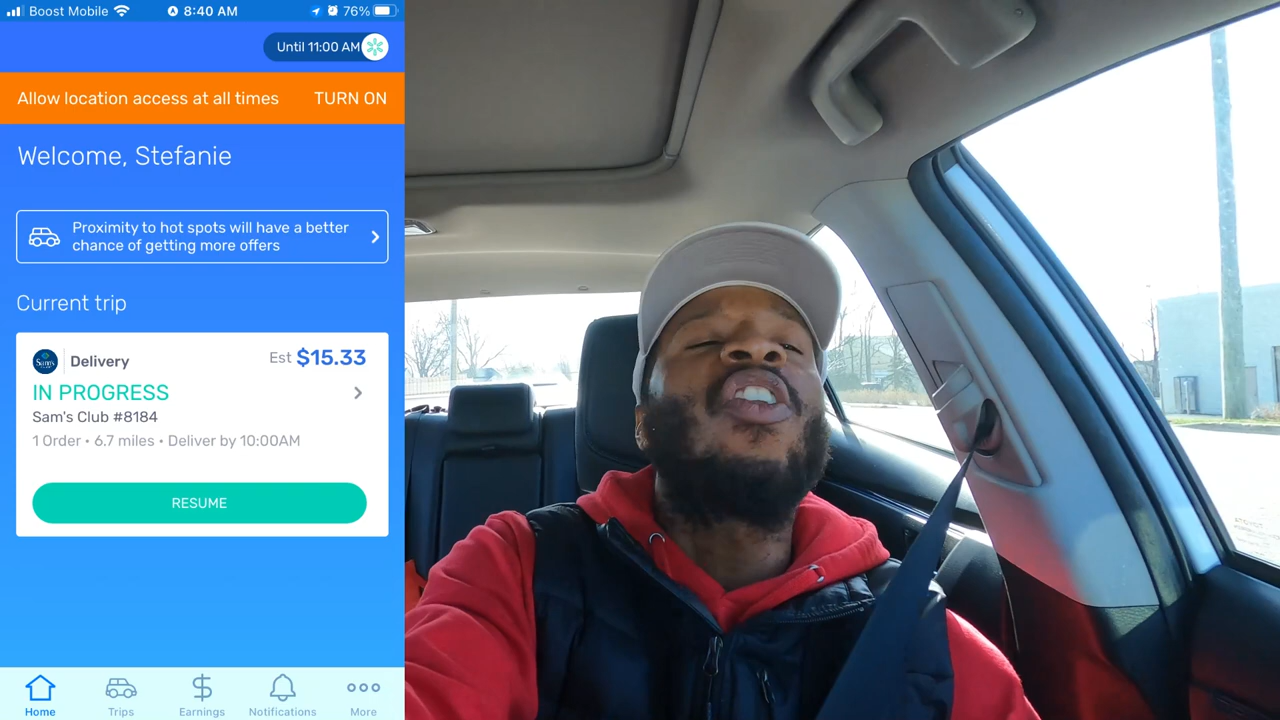 Boost Mobile 8:40 AM 76%
Until 11:00 AM
Allow location access at all times TURN ON
Welcome, Stefanie
Proximity to hot spots will have a better
chance of getting more offers
Current trip
Sam's Delivery Est $15.33
IN PROGRESS
Sam's Club #8184
1 Order • 6.7 miles • Deliver by 10:00AM
RESUME
Home Trips Earnings Notifications More